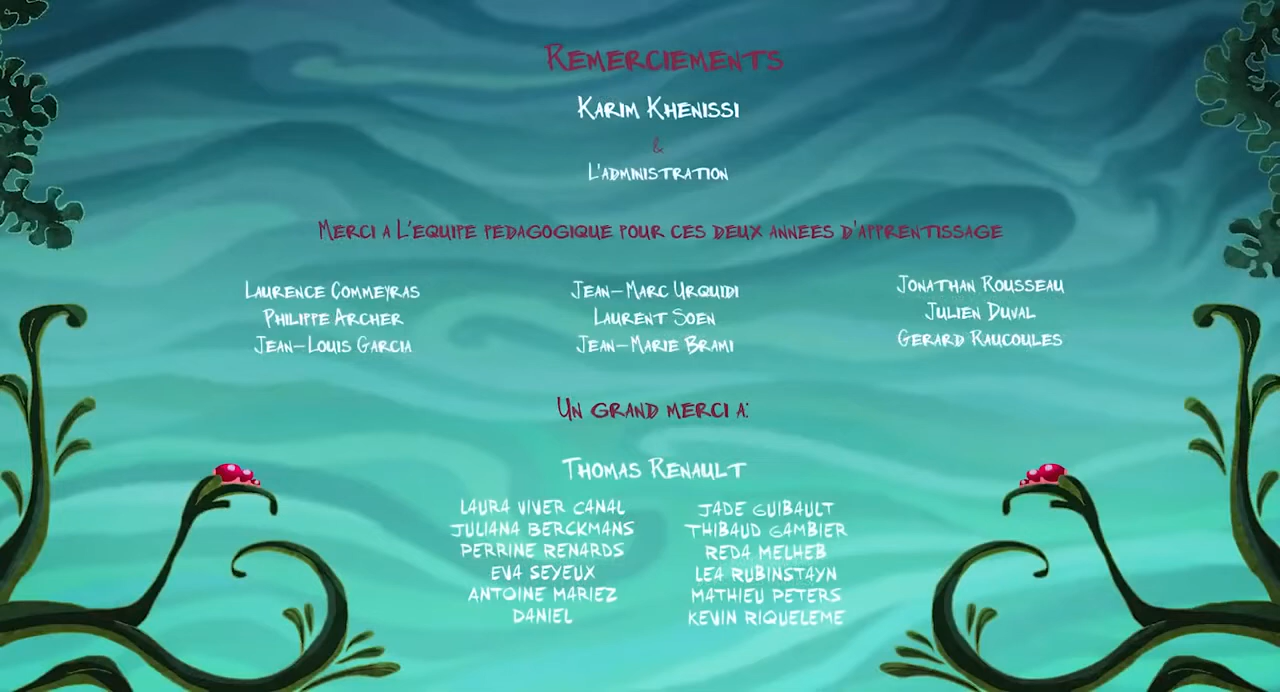 Remerciements
Karim Khenissi
&
L'administration
Merci a L'equipe pedagogique pour ces deux annees d'apprentissage
Laurence Commeyras
Philippe Archer
Jean-Louis Garcia
Jean-Marc Urquidi
Laurent Soen
Jean-Marie Brami
Jonathan Rousseau
Julien Duval
Gerard Raucoules
Un grand merci a:
Thomas Renault
LAURA VIVER CANAL
JULIANA BERCKMANS
PERRINE RENARDS
EVA SEYEUX
ANTOINE MARIEZ
DANIEL
JADE GUIBAULT
THIBAUD GAMBIER
REDA MELHEB
LEA RUBINSTAYN
MATHIEU PETERS
KEVIN RIQUELEME